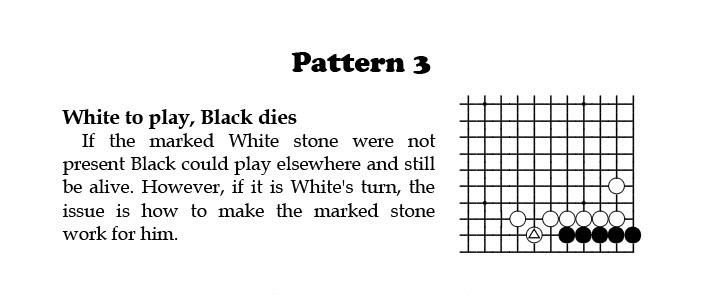 Pattern 3
White to play, Black dies
If the marked White stone were not
present Black could play elsewhere and still
be alive. However, if it is White's turn, the
issue is how to make the marked stone
work for him.